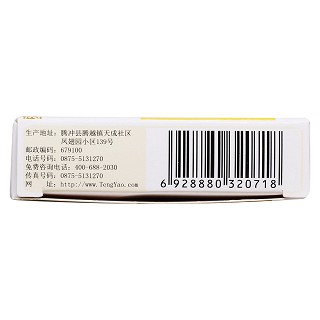 生产地址: 腾冲县腾越镇天成社区
凤翅园小区139号
邮政编码: 679100
电话号码: 0875-5131270
免费咨询电话: 400-688-2030
传真号码: 0875-5131270
网 址: http://www.TengYao.com
6 928880 320718